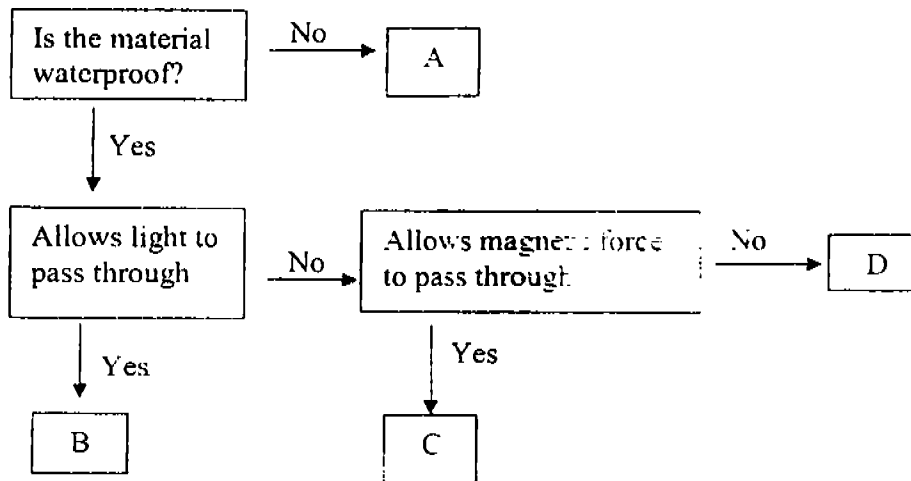 Is the material
waterproof?
No
A
Yes
Allows light to
pass through
No
Allows magnetic force
to pass through
No
D
Yes
B
Yes
C